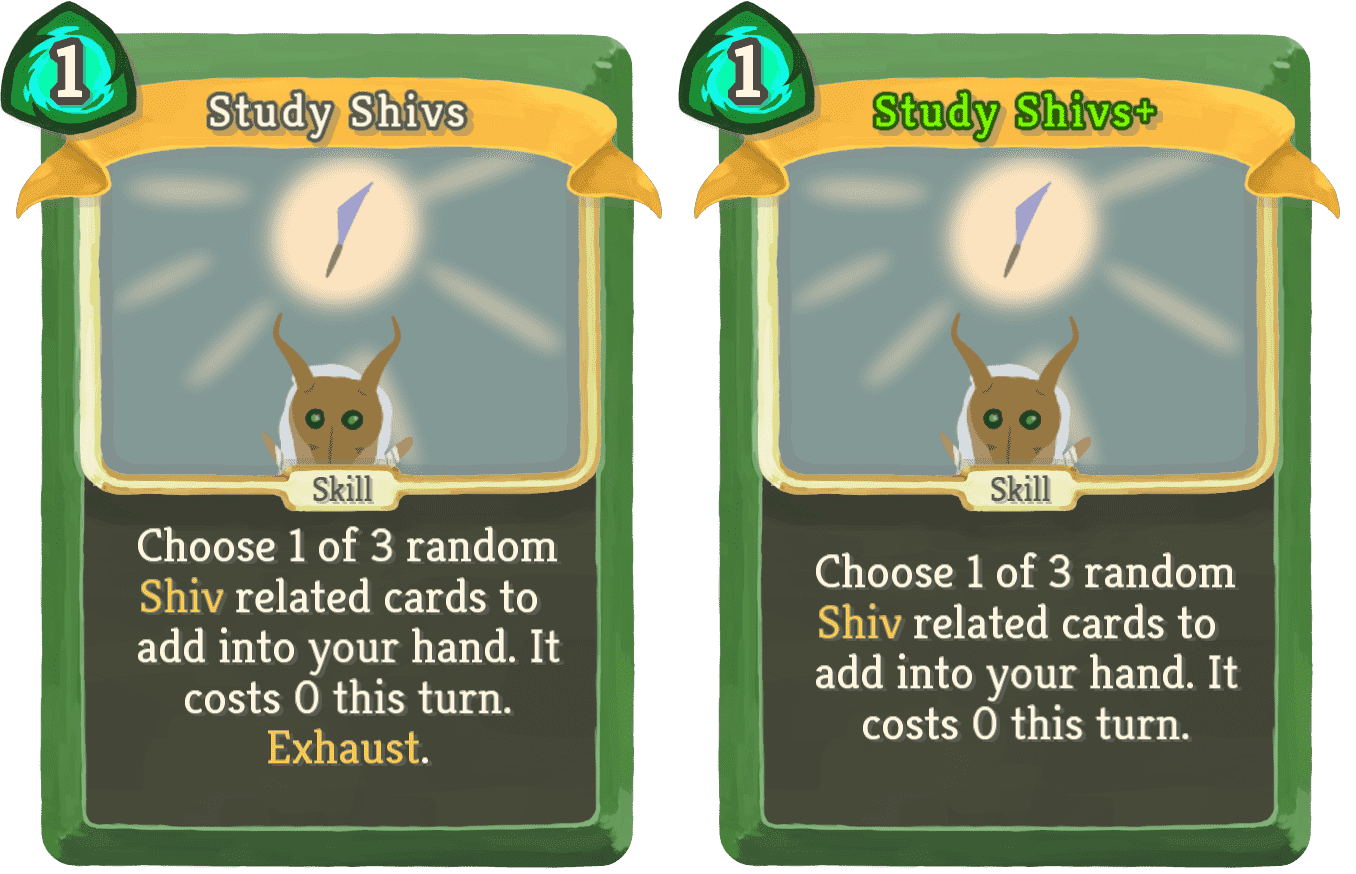 1
Study Shivs
Skill
Choose 1 of 3 random
Shiv related cards to
add into your hand. It
costs 0 this turn.
Exhaust.
1
Study Shivs+
Skill
Choose 1 of 3 random
Shiv related cards to
add into your hand. It
costs 0 this turn.